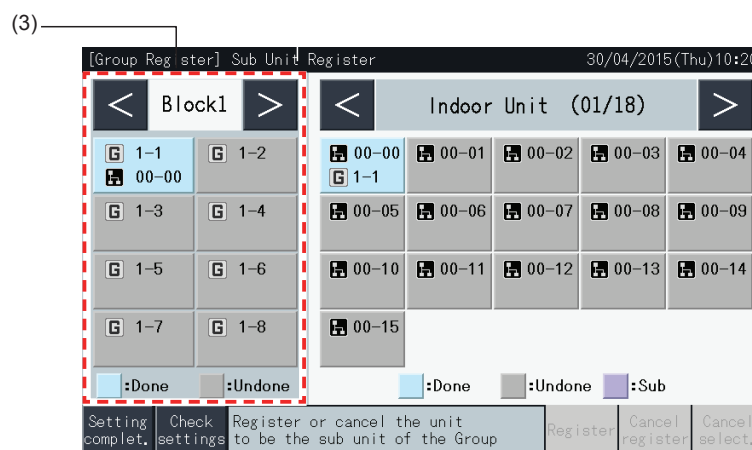 (3)
[Group Register] Sub Unit Register 30/04/2015(Thu)10:20
< Block1 > < Indoor Unit (01/18) >
G 1-1 G 1-2 00-00 00-01 00-02 00-03 00-04
00-00 G 1-1
G 1-3 G 1-4 00-05 00-06 00-07 00-08 00-09
G 1-5 G 1-6 00-10 00-11 00-12 00-13 00-14
G 1-7 G 1-8 00-15
:Done :Undone :Done :Undone :Sub
Setting Check Register or cancel the unit Register Cancel Cancel
complet. settings to be the sub unit of the Group register select.